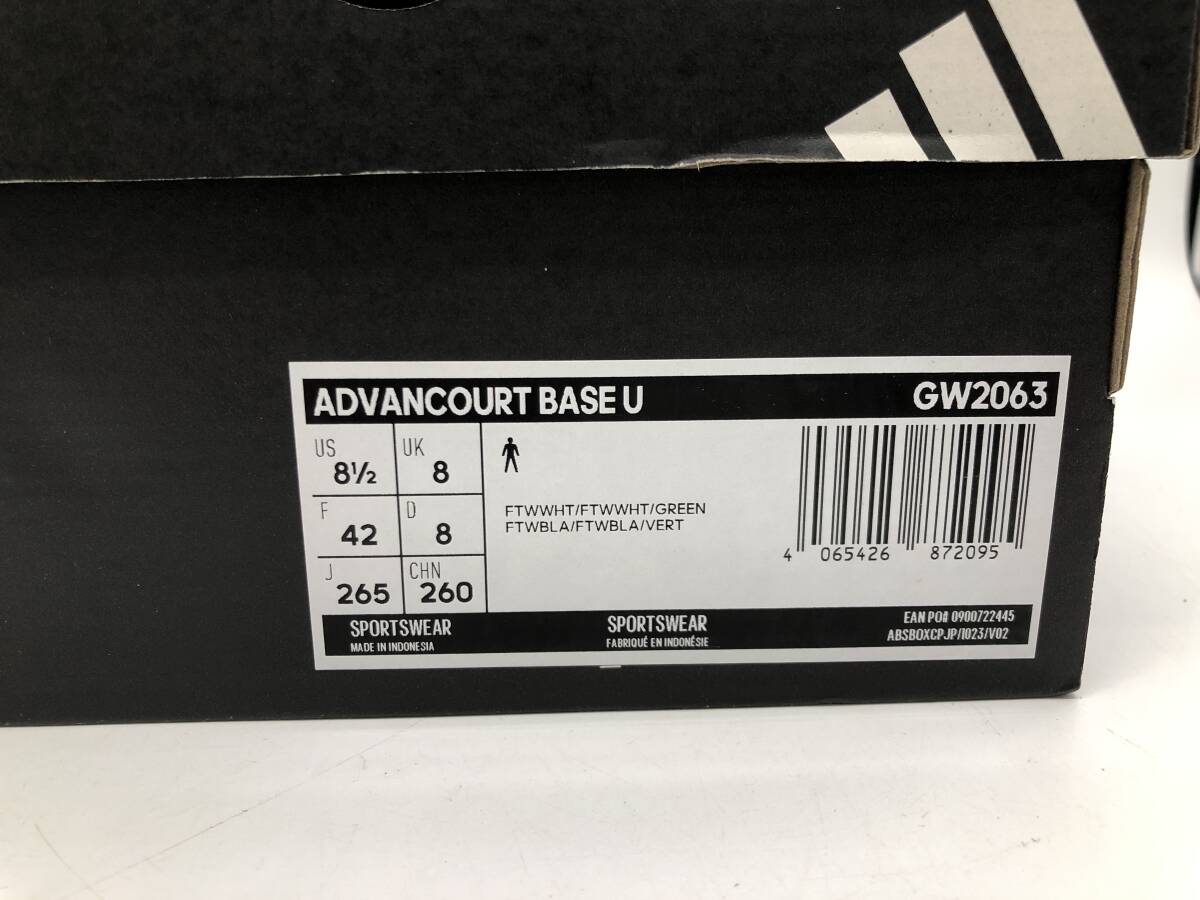 ADVANCOURT BASE U GW2063
US 8½ UK 8
F 42 D 8
J 265 CHN 260
FTWWHT/FTWWHT/GREEN
FTWBLA/FTWBLA/VERT
4 065426 872095
SPORTSWEAR
MADE IN INDONESIA
SPORTSWEAR
FABRIQUÉ EN INDONÉSIE
EAN PO# 0900722445
ABSBOXCPJP/1023/V02